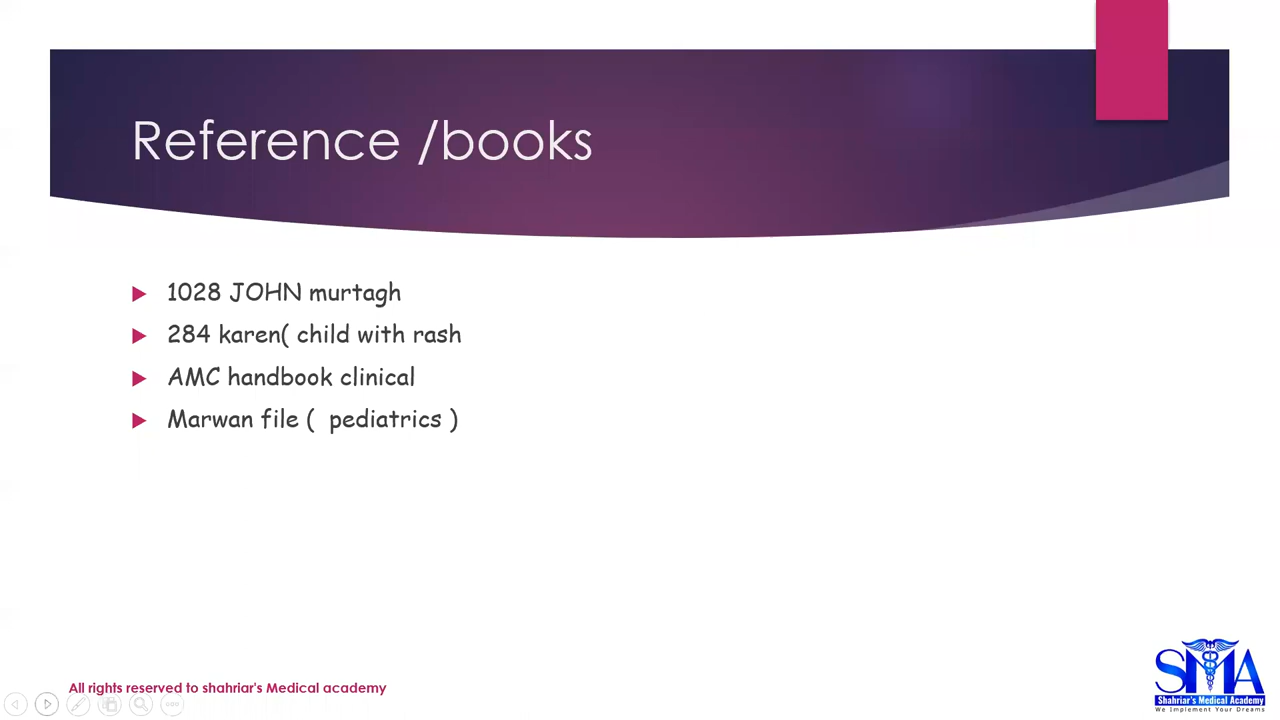 Reference /books
1028 JOHN murtagh
284 karen( child with rash
AMC handbook clinical
Marwan file (  pediatrics )
All rights reserved to shahriar's Medical academy
SMA
Shahriar's Medical Academy
We Implement Your Dreams